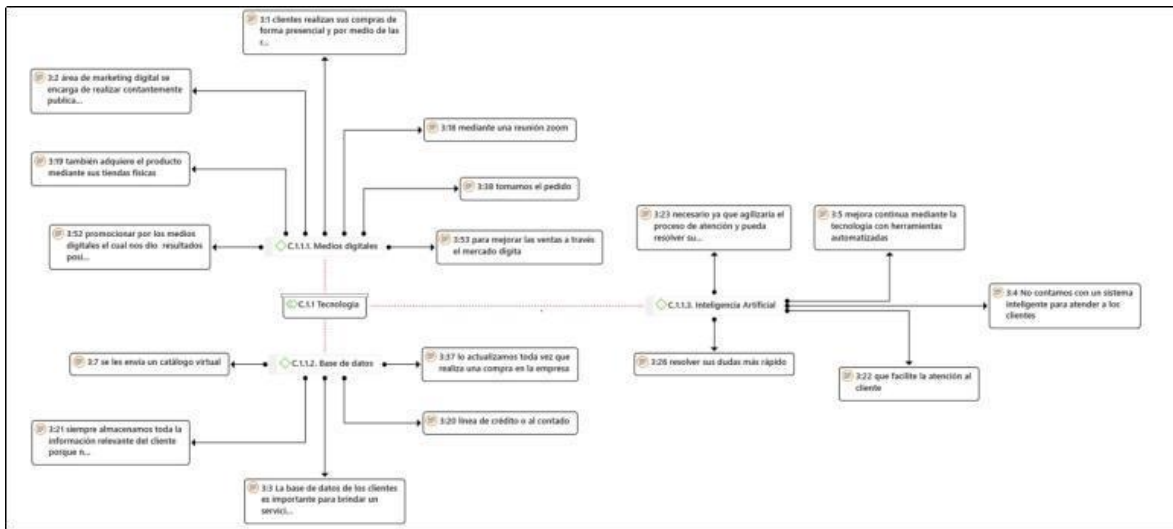 3:1 clientes realizan sus compras de
forma presencial y por medio de las
r...
3:2 área de marketing digital se
encarga de realizar contantemente
publica...
3:18 mediante una reunión zoom
3:19 también adquiere el producto
mediante sus tiendas físicas
3:38 tomamos el pedido
3:52 promocionar por los medios
digitales el cual nos dio resultados
posi...
C.1.1.1. Medios digitales
3:53 para mejorar las ventas a través
el mercado digita
3:23 necesario ya que agilizaría el
proceso de atención y pueda
resolver su...
3:5 mejora continua mediante la
tecnología con herramientas
automatizadas
C.1.1 Tecnología
C.1.1.3. Inteligencia Artificial
3:4 No contamos con un sistema
inteligente para atender a los
clientes
3:7 se les envía un catálogo virtual
C.1.1.2. Base de datos
3:37 lo actualizamos toda vez que
realiza una compra en la empresa
3:26 resolver sus dudas más rápido
3:22 que facilite la atención al
cliente
3:21 siempre almacenamos toda la
información relevante del cliente
porque n...
3:20 línea de crédito o al contado
3:3 La base de datos de los clientes
es importante para brindar un
servici...